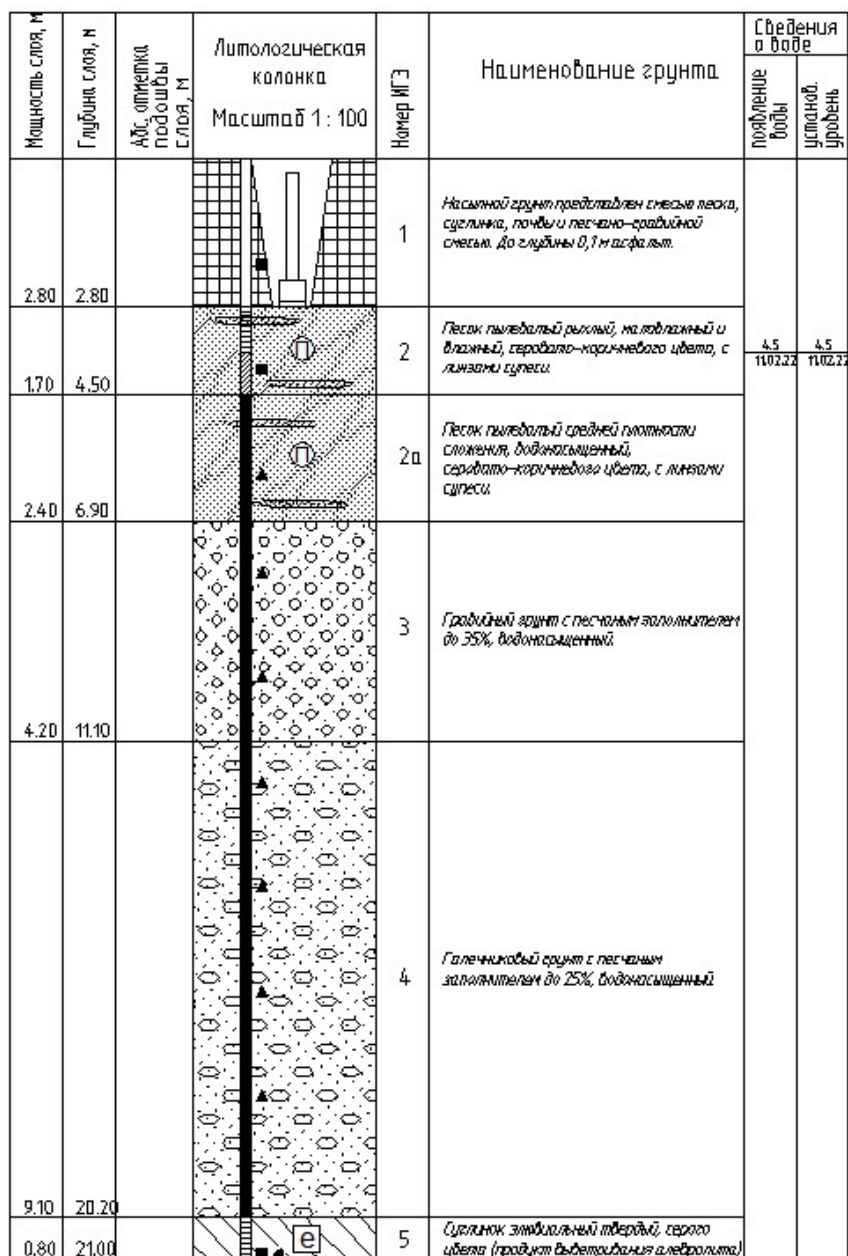 Мощность слоя, м
Глубина слоя, м
Абс. отметка
подошвы
слоя, м
Литологическая
колонка
Масштаб 1 : 100
Номер ИГЭ
Наименование грунта
Сведения
о воде
появление
воды
установ.
уровень
1
Насыпной грунт представлен смесью песка,
суглинка, почвы и песчано-гравийной
смесью. До глубины 0,1 м асфальт.
2.80 2.80
2
Песок пылеватый рыхлый, маловлажный и
влажный, серовато-коричневого цвета, с
линзами супеси.
П
4.5 4.5
11.02.22 11.02.22
1.70 4.50
2а
Песок пылеватый средней плотности
сложения, водонасыщенный,
серовато-коричневого цвета, с линзами
супеси.
П
2.40 6.90
3
Гравийный грунт с песчаным заполнителем
до 35%, водонасыщенный.
4.20 11.10
4
Галечниковый грунт с песчаным
заполнителем до 25%, водонасыщенный
9.10 20.20
е
5
Суглинок элювиальный твердый, серого
цвета (продукт выветривания алевролита)
0.80 21.00